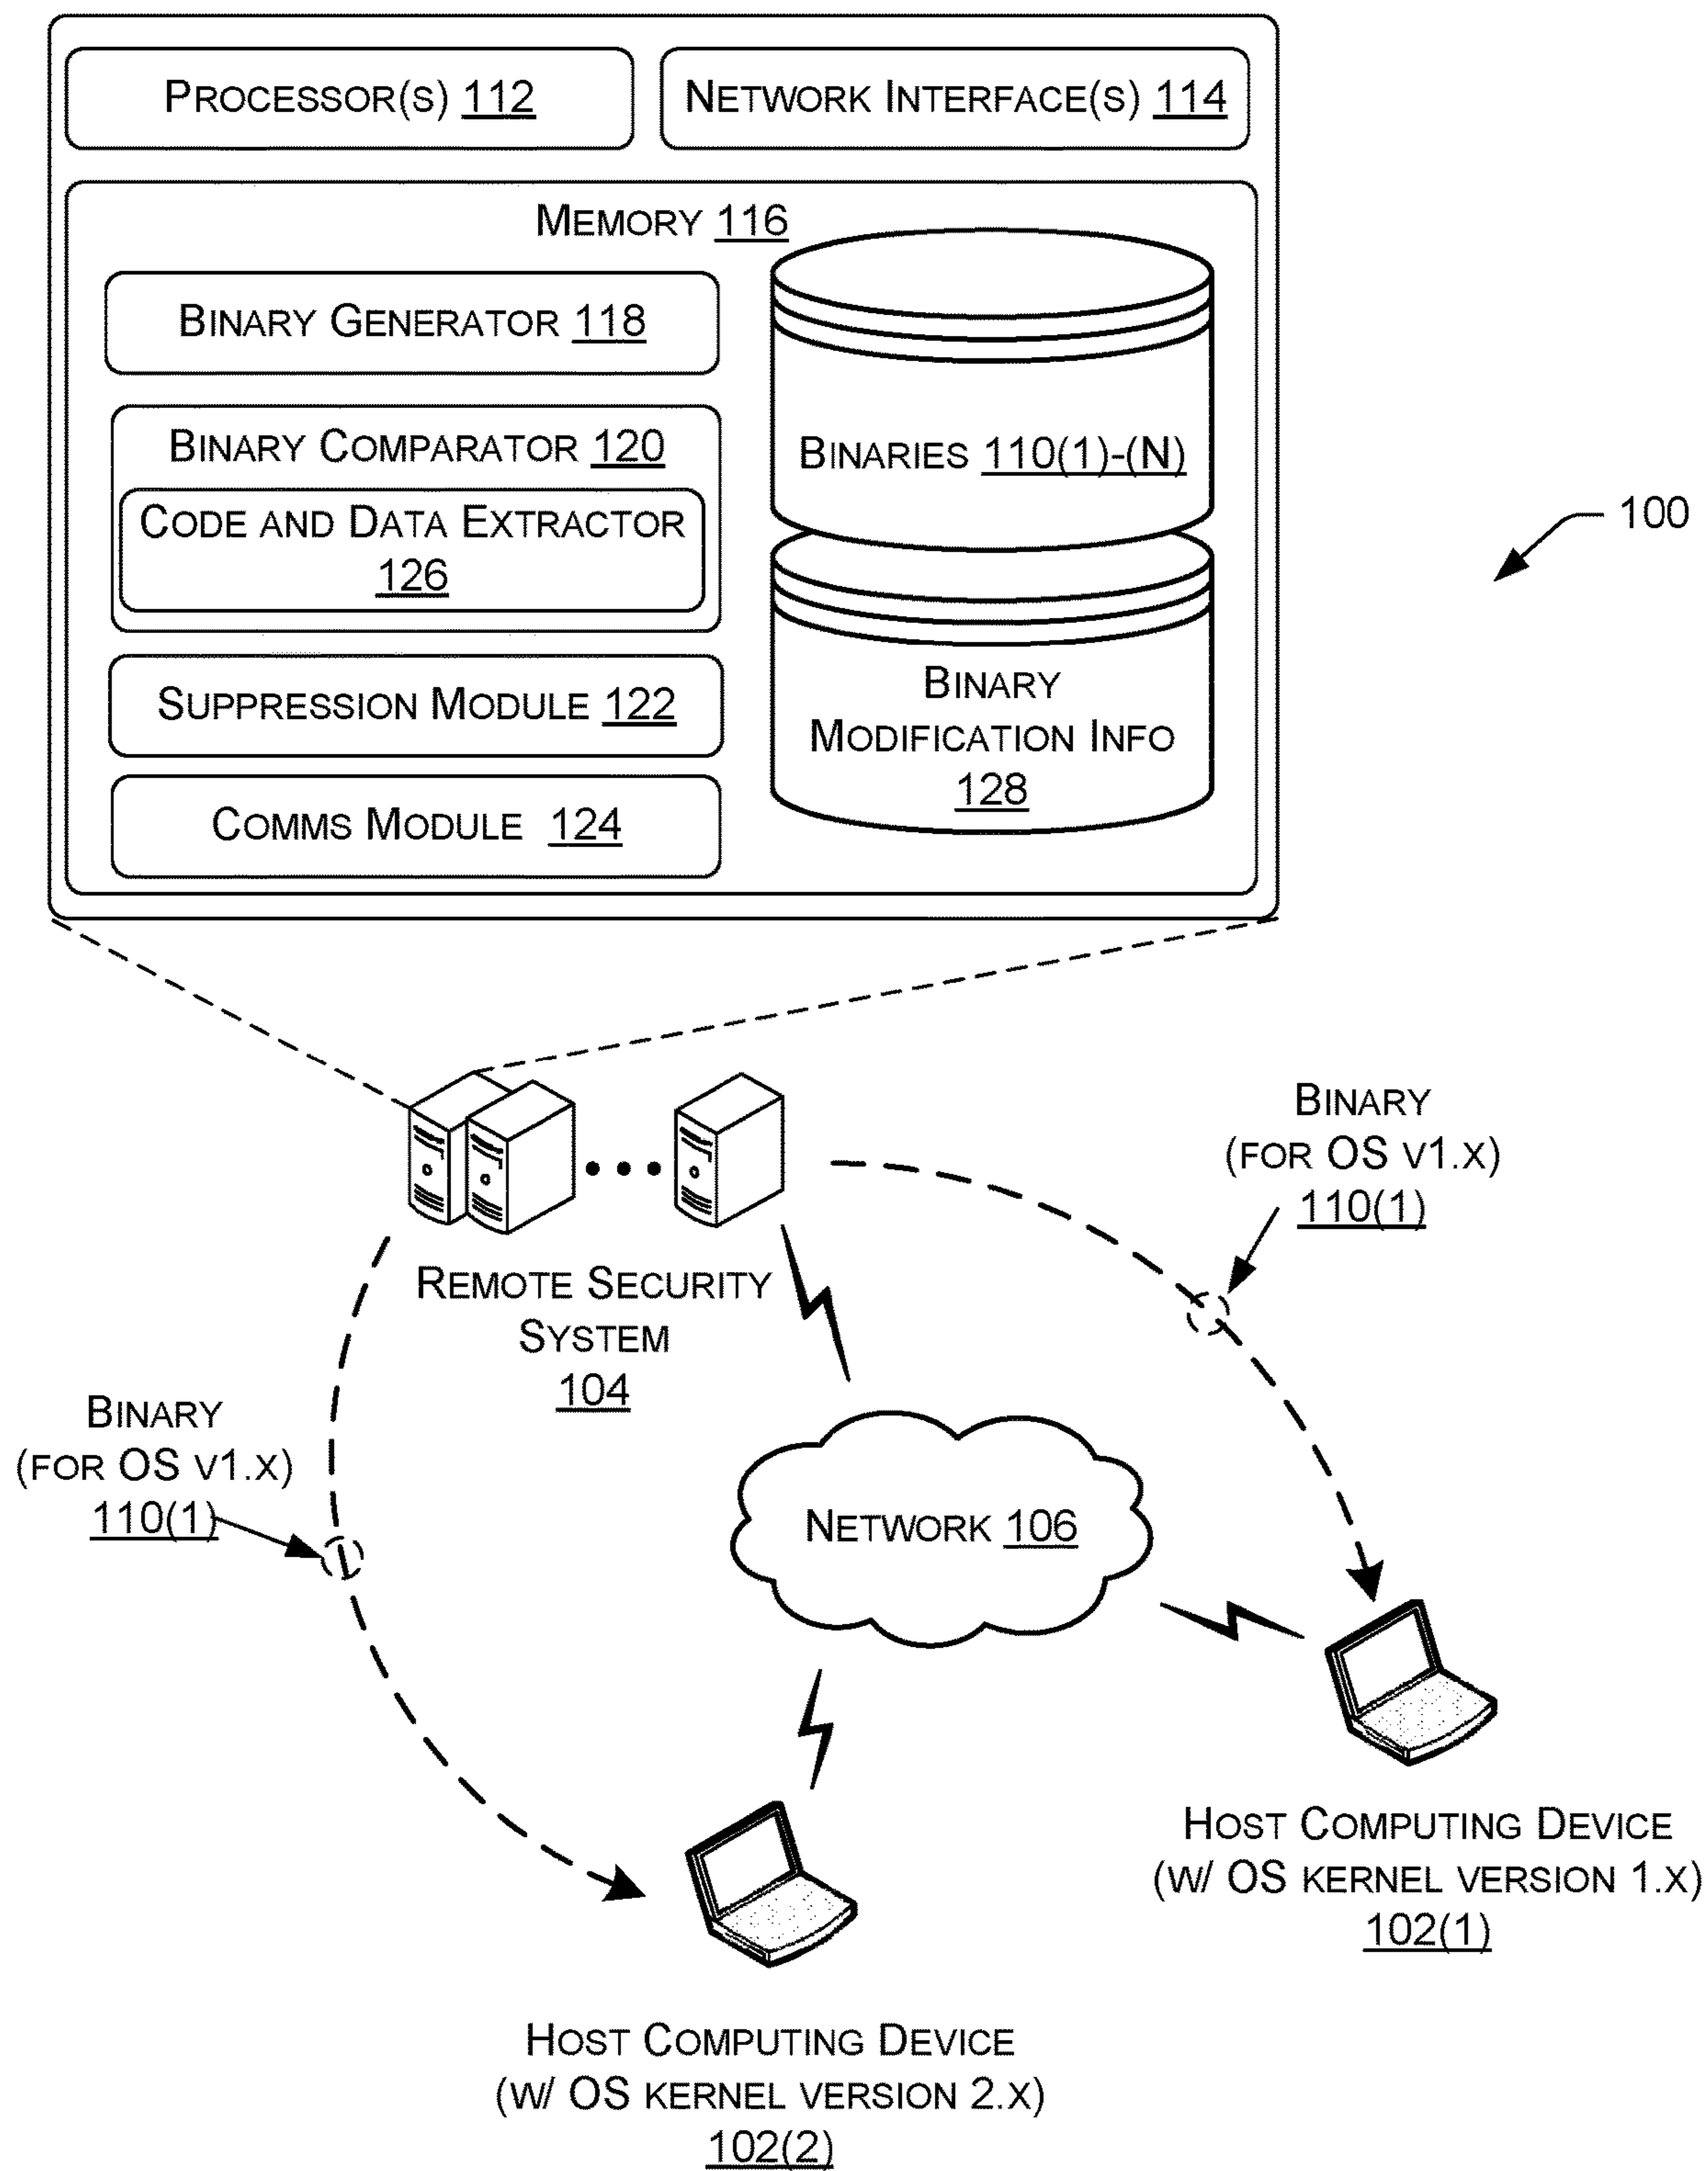 PROCESSOR(S) 112
NETWORK INTERFACE(S) 114
MEMORY 116
BINARY GENERATOR 118
BINARY COMPARATOR 120
CODE AND DATA EXTRACTOR
126
SUPPRESSION MODULE 122
COMMS MODULE 124
BINARIES 110(1)-(N)
BINARY
MODIFICATION INFO
128
100
BINARY
(FOR OS V1.X)
110(1)
REMOTE SECURITY
SYSTEM
104
BINARY
(FOR OS V1.X)
110(1)
NETWORK 106
HOST COMPUTING DEVICE
(W/ OS KERNEL VERSION 1.X)
102(1)
HOST COMPUTING DEVICE
(W/ OS KERNEL VERSION 2.X)
102(2)